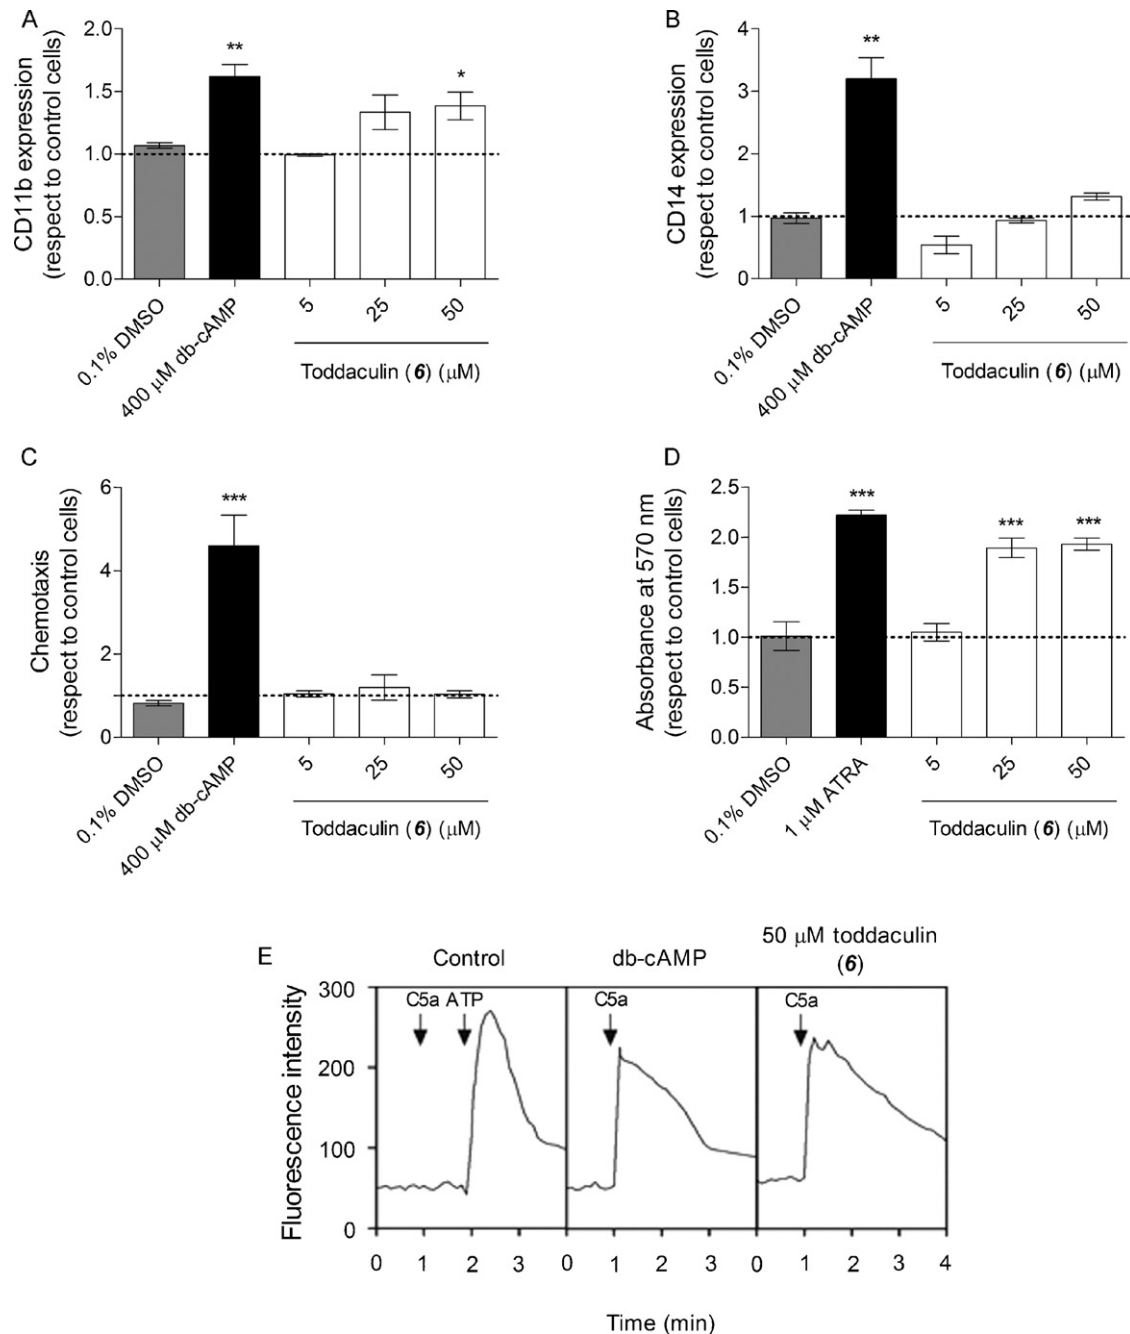 A
CD11b expression
(respect to control cells)
2.0
1.5
1.0
0.5
0.0
**
*
0.1% DMSO
400 μM db-cAMP
5
25
50
Toddaculin (6) (μM)
B
CD14 expression
(respect to control cells)
4
3
2
1
0
**
0.1% DMSO
400 μM db-cAMP
5
25
50
Toddaculin (6) (μM)
C
Chemotaxis
(respect to control cells)
6
4
2
0
***
0.1% DMSO
400 μM db-cAMP
5
25
50
Toddaculin (6) (μM)
D
Absorbance at 570 nm
(respect to control cells)
2.5
2.0
1.5
1.0
0.5
0.0
***
***
***
0.1% DMSO
1 μM ATRA
5
25
50
Toddaculin (6) (μM)
E
Control
db-cAMP
50 μM toddaculin
(6)
Fluorescence intensity
300
200
100
0
C5a ATP
C5a
C5a
0 1 2 3 0 1 2 3 0 1 2 3 4
Time (min)